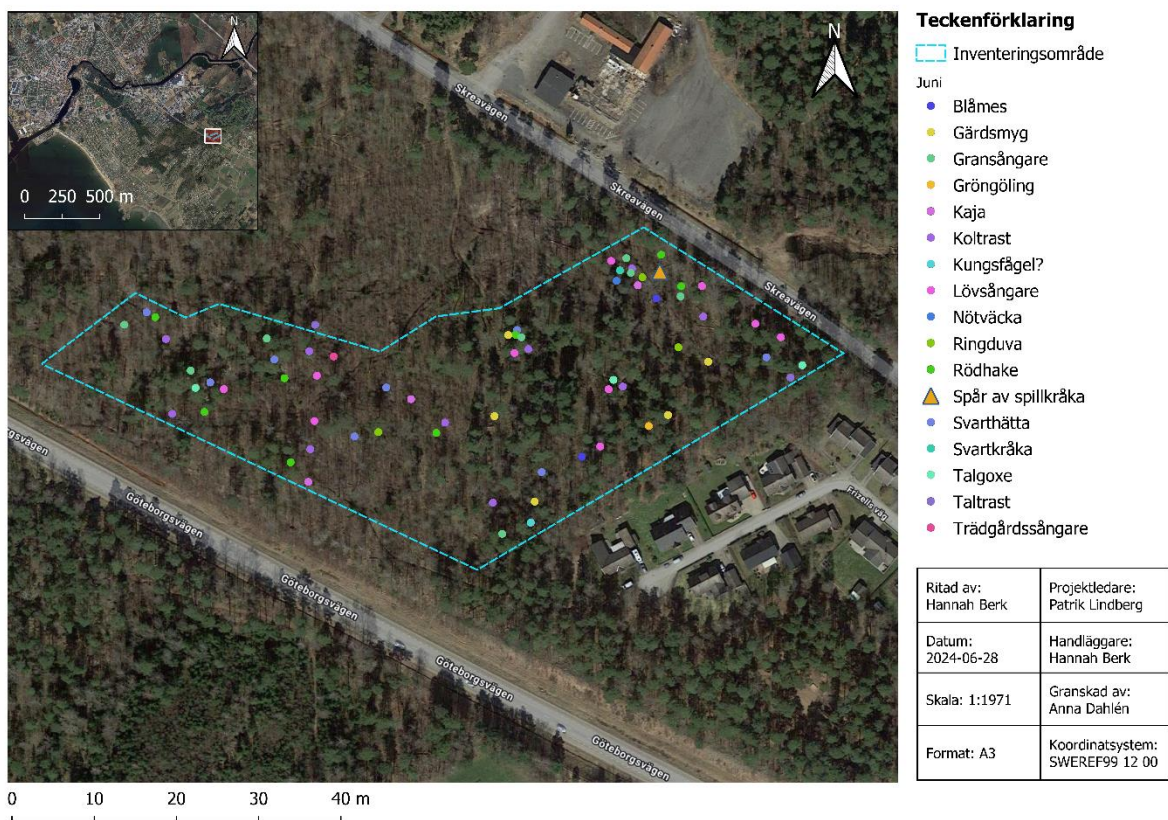 N
0 250 500 m
N
Skreavägen
Skreavägen
Skreavägen
Göteborgsvägen
Göteborgsvägen
Göteborgsvägen
Göteborgsvägen
Frizells väg
0 10 20 30 40 m
Teckenförklaring
Inventeringsområde
Juni
Blåmes
Gärdsmyg
Gransångare
Gröngöling
Kaja
Koltrast
Kungsfågel?
Lövsångare
Nötväcka
Ringduva
Rödhake
Spår av spillkråka
Svarthätta
Svartkråka
Talgoxe
Taltrast
Trädgårdssångare
Ritad av:
Hannah Berk
Projektledare:
Patrik Lindberg
Datum:
2024-06-28
Handläggare:
Hannah Berk
Skala: 1:1971
Granskad av:
Anna Dahlén
Format: A3
Koordinatsystem:
SWEREF99 12 00